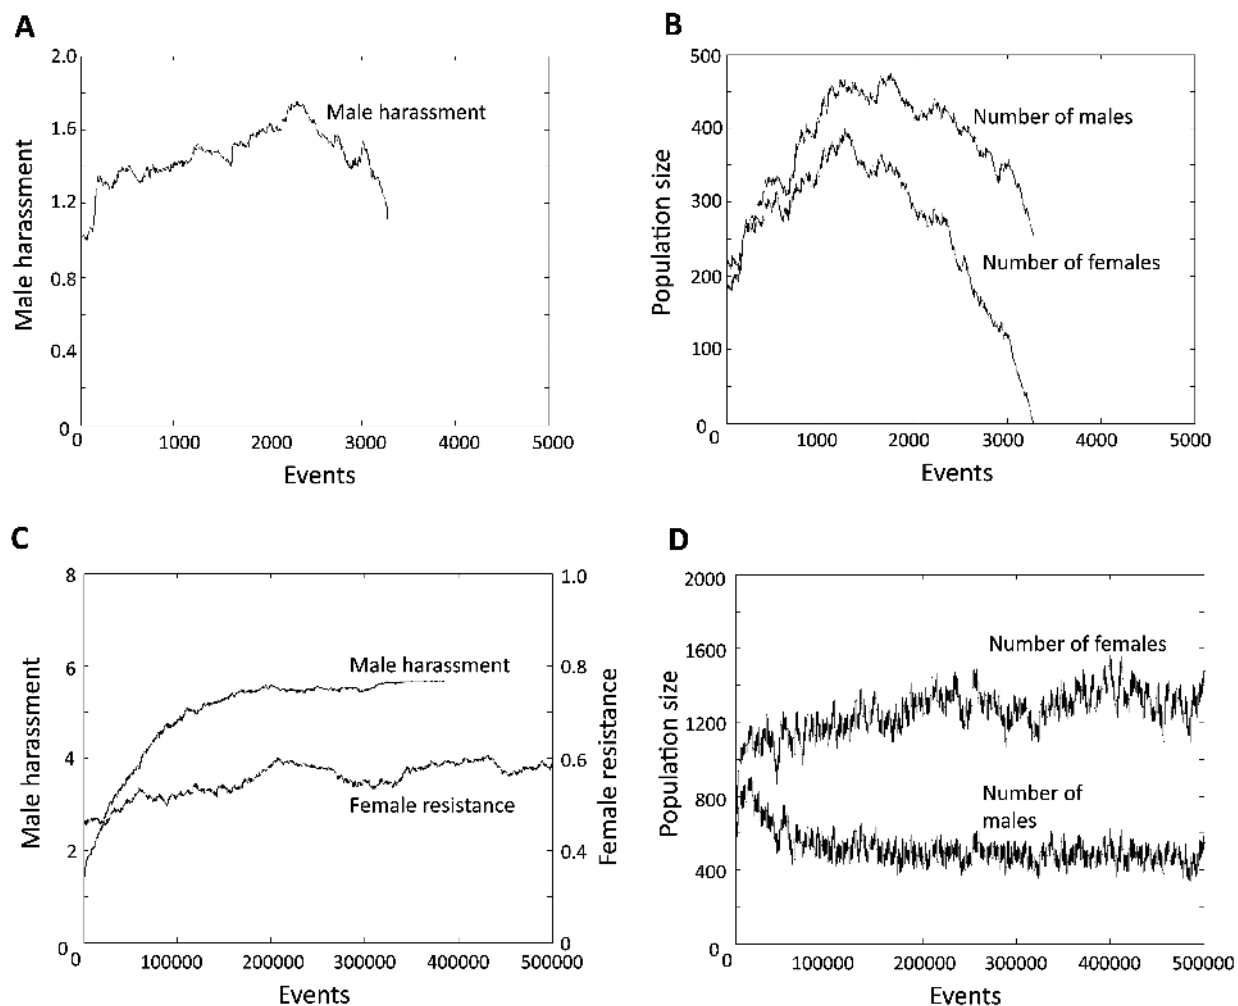 A
Male harassment
2.0
1.6
1.2
0.8
0.4
0
Male harassment
0
1000
2000
3000
4000
5000
Events
B
Population size
500
400
300
200
100
0
Number of males
Number of females
0
1000
2000
3000
4000
5000
Events
C
Male harassment
8
6
4
2
0
Male harassment
Female resistance
1.0
0.8
0.6
0.4
0
Female resistance
0
100000
200000
300000
400000
500000
Events
D
Population size
2000
1600
1200
800
400
0
Number of females
Number of
males
0
100000
200000
300000
400000
500000
Events